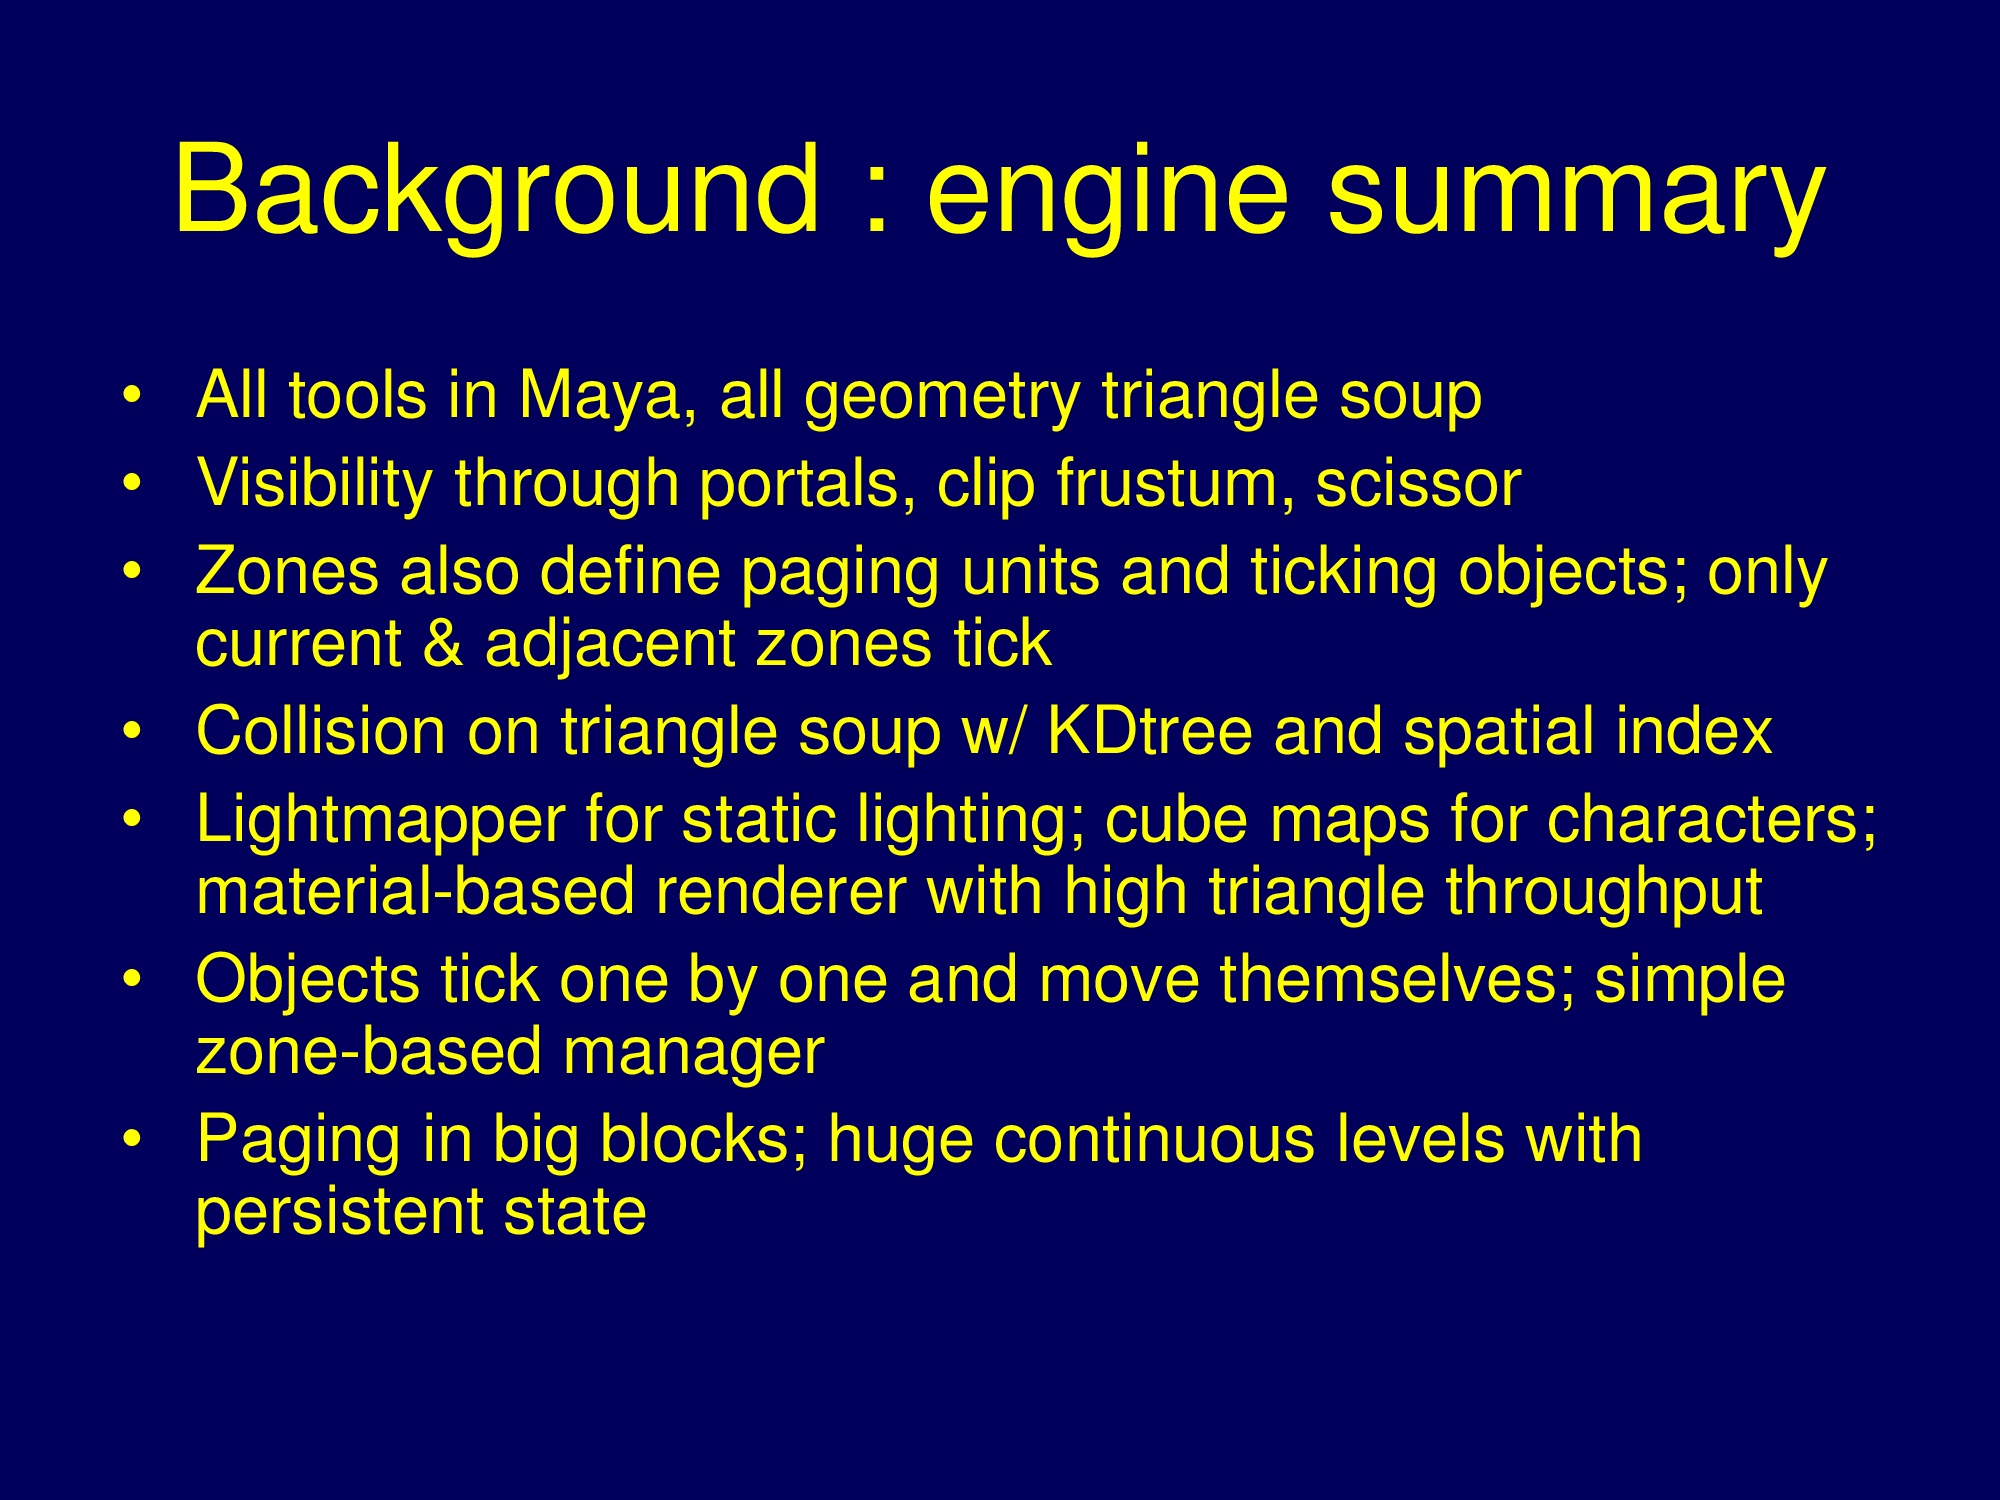 Background : engine summary
• All tools in Maya, all geometry triangle soup
• Visibility through portals, clip frustum, scissor
• Zones also define paging units and ticking objects; only
current & adjacent zones tick
• Collision on triangle soup w/ KDtree and spatial index
• Lightmapper for static lighting; cube maps for characters;
material-based renderer with high triangle throughput
• Objects tick one by one and move themselves; simple
zone-based manager
• Paging in big blocks; huge continuous levels with
persistent state